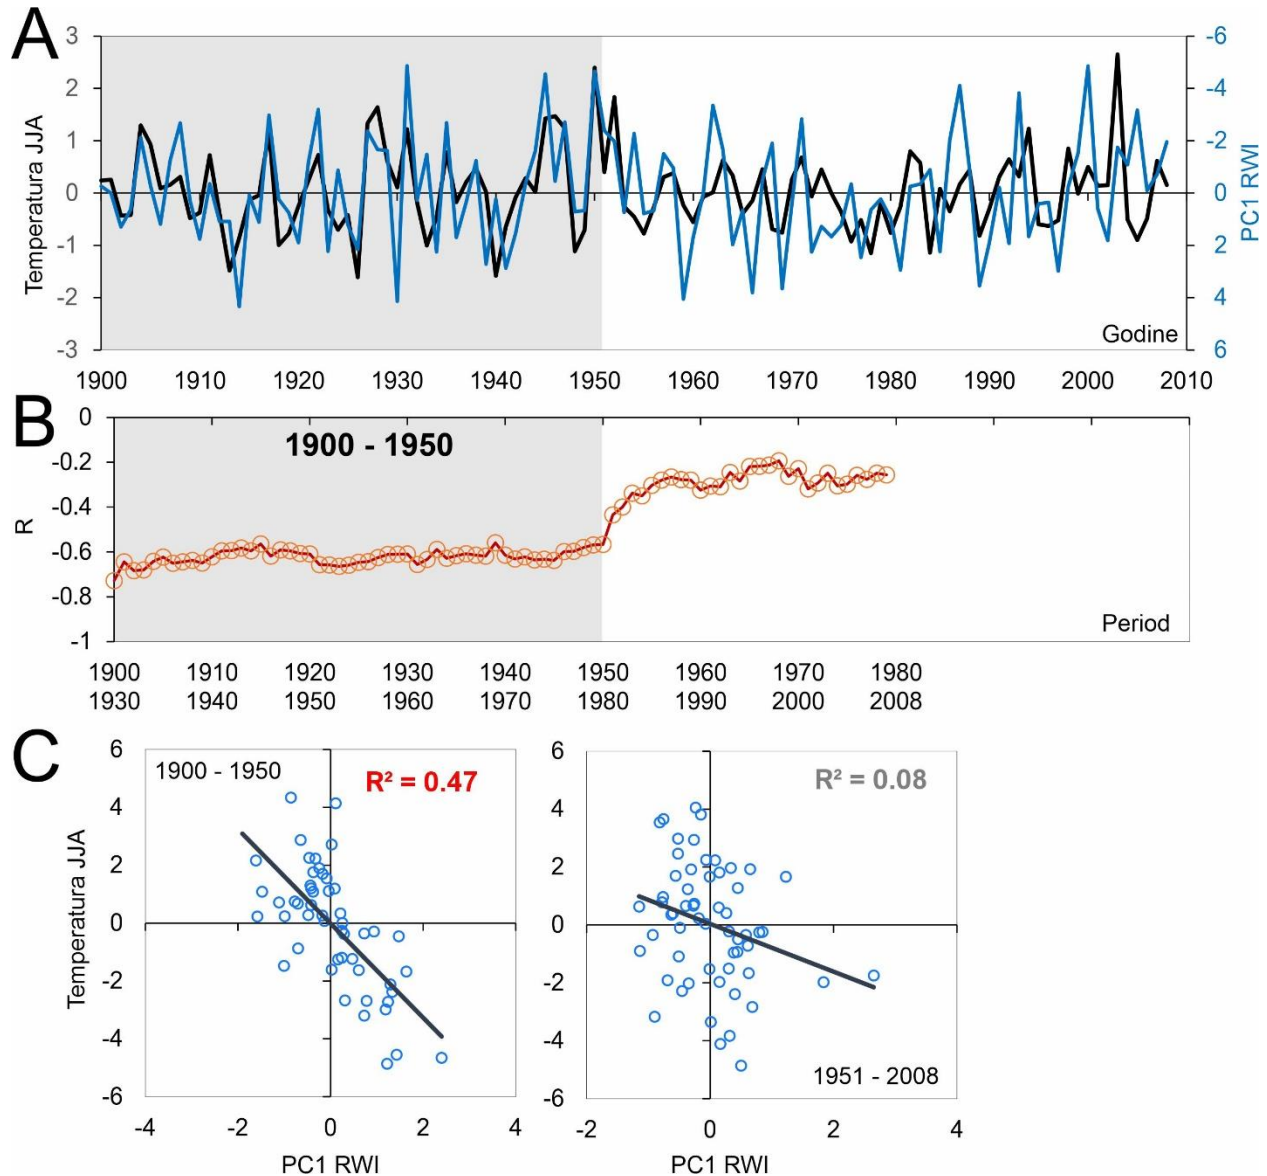 A
3
2
1
0
-1
-2
-3
Temperatura JJA
-6
-4
-2
0
2
4
6
PC1 RWI
Godine
1900 1910 1920 1930 1940 1950 1960 1970 1980 1990 2000 2010
B
0
-0.2
-0.4
-0.6
-0.8
-1
R
1900 - 1950
Period
1900 1910 1920 1930 1940 1950 1960 1970 1980
1930 1940 1950 1960 1970 1980 1990 2000 2008
C
6
4
2
0
-2
-4
-6
Temperatura JJA
1900 - 1950
R² = 0.47
-4 -2 0 2 4
PC1 RWI
6
4
2
0
-2
-4
-6
R² = 0.08
1951 - 2008
-2 0 2 4
PC1 RWI